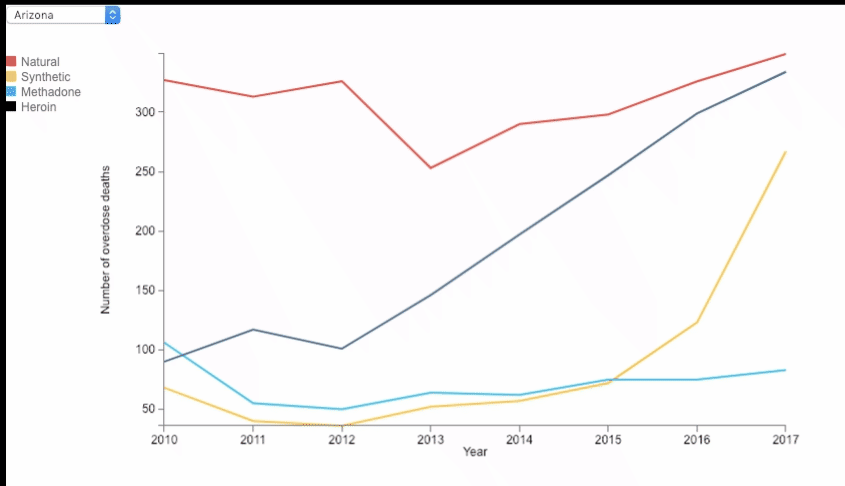 Arizona
Natural
Synthetic
Methadone
Heroin
Number of overdose deaths
300
250
200
150
100
50
2010 2011 2012 2013 2014 2015 2016 2017
Year